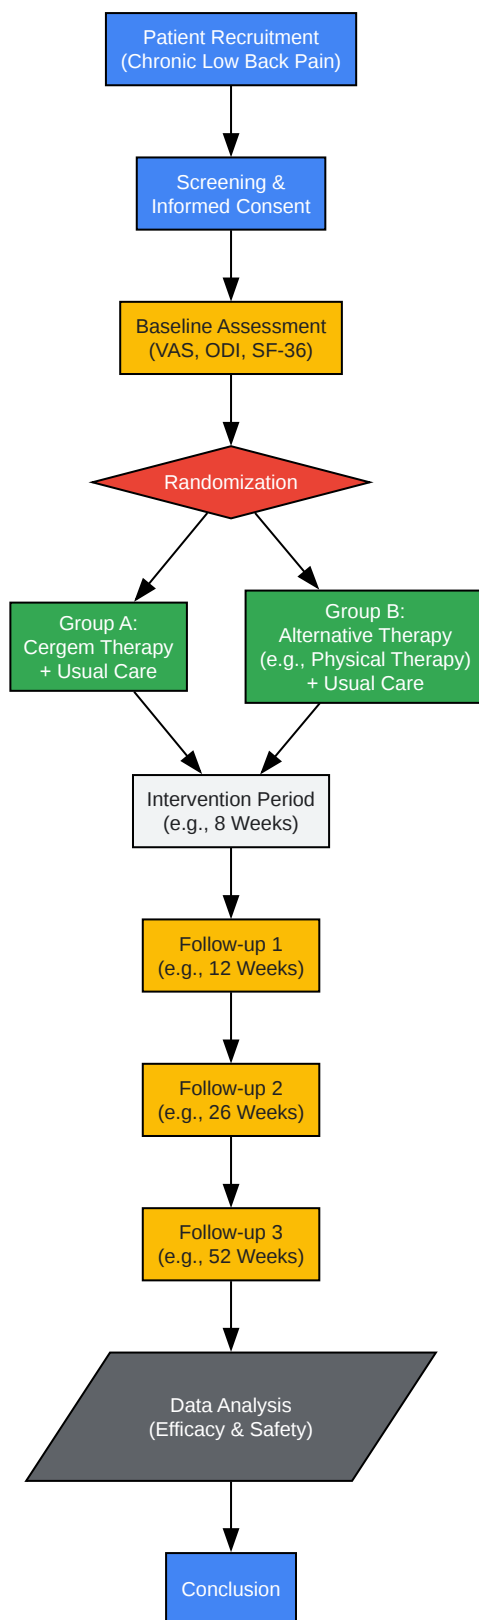 Patient Recruitment
(Chronic Low Back Pain)
Screening &
Informed Consent
Baseline Assessment
(VAS, ODI, SF-36)
Randomization
Group A:
Cergem Therapy
+ Usual Care
Group B:
Alternative Therapy
(e.g., Physical Therapy)
+ Usual Care
Intervention Period
(e.g., 8 Weeks)
Follow-up 1
(e.g., 12 Weeks)
Follow-up 2
(e.g., 26 Weeks)
Follow-up 3
(e.g., 52 Weeks)
Data Analysis
(Efficacy & Safety)
Conclusion